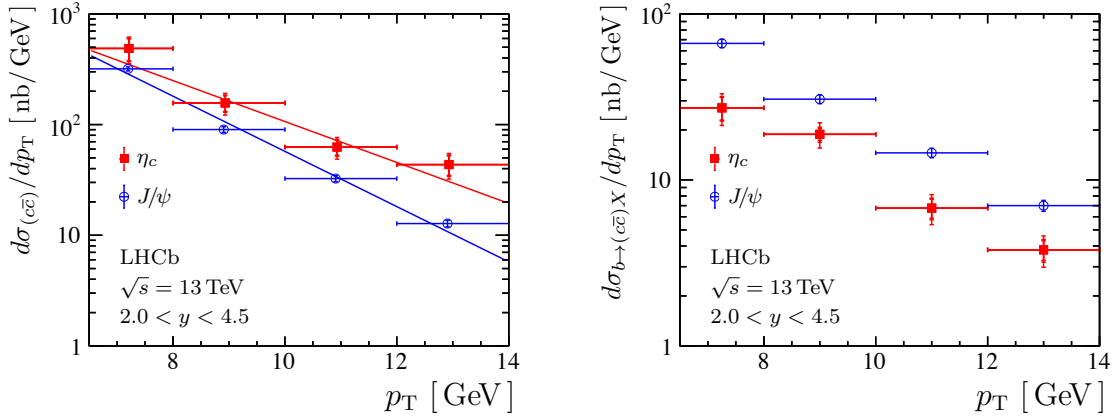 dσ_(cc̄)/dp_T [ nb/ GeV]
10³
10²
10
1
η_c
J/ψ
LHCb
√s = 13 TeV
2.0 < y < 4.5
8 10 12 14
p_T [ GeV]
dσ_{b→(cc̄)X}/dp_T [ nb/ GeV]
10²
10
1
η_c
J/ψ
LHCb
√s = 13 TeV
2.0 < y < 4.5
8 10 12 14
p_T [ GeV]